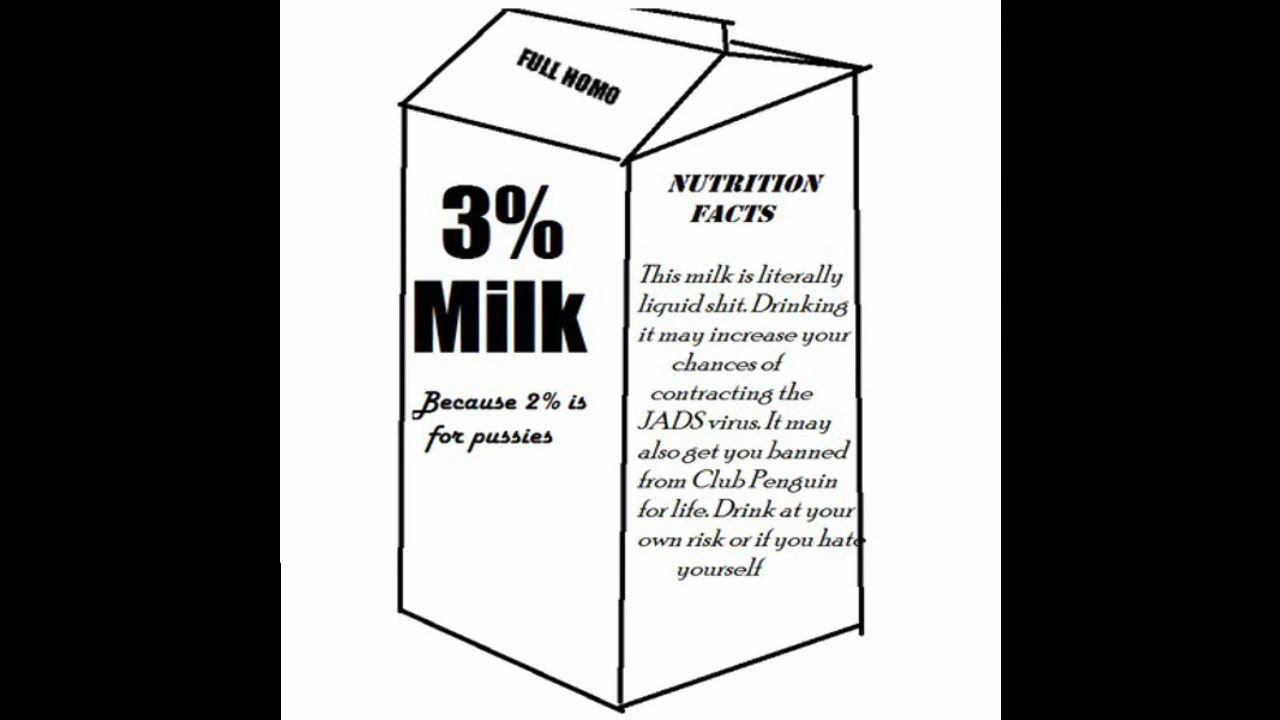 FULL HOMO
3%
Milk
Because 2% is
for pussies
NUTRITION
FACTS
This milk is literally
liquid shit. Drinking
it may increase your
chances of
contracting the
JADS virus. It may
also get you banned
from Club Penguin
for life. Drink at your
own risk or if you hate
yourself